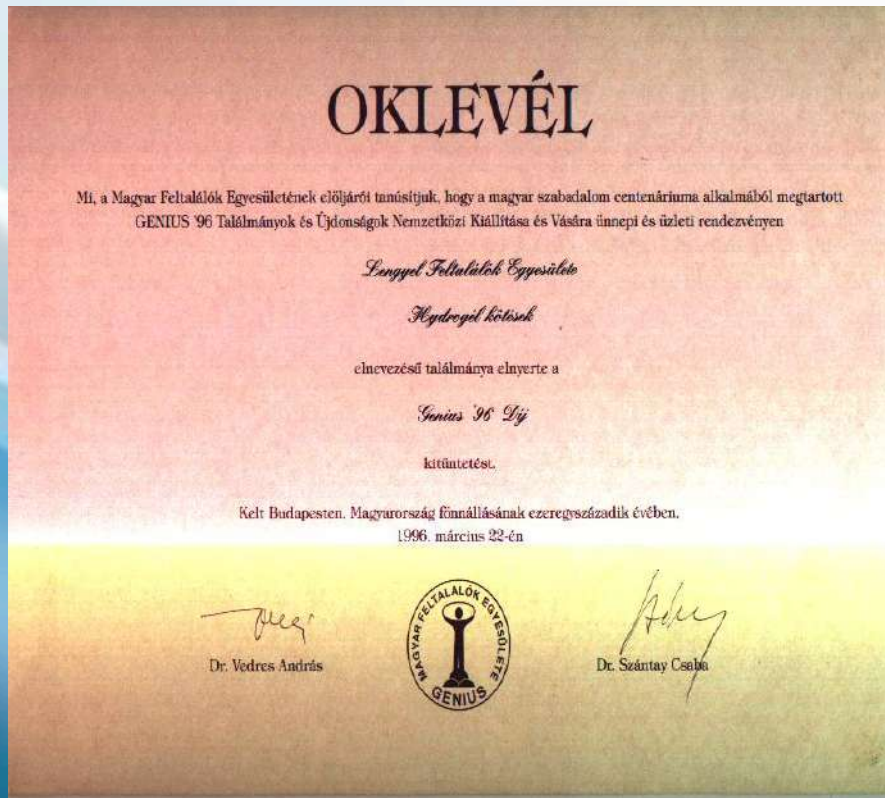 OKLEVÉL
Mi, a Magyar Feltalálók Egyesületének elöljárói tanúsítjuk, hogy a magyar szabadalom centenáriuma alkalmából megtartott
GENIUS '96 Találmányok és Újdonságok Nemzetközi Kiállítása és Vására ünnepi és üzleti rendezvényen
Lengyel Feltalálók Egyesülete
Hydrogél kötések
elnevezésű találmánya elnyerte a
Genius '96 Díj
kitüntetést.
Kelt Budapesten. Magyarország fönnállásának ezeregyszázadik évében.
1996. március 22-én
MAGYAR FELTALÁLÓK EGYESÜLETE
GENIUS
Dr. Vedres András
Dr. Szántay Csaba